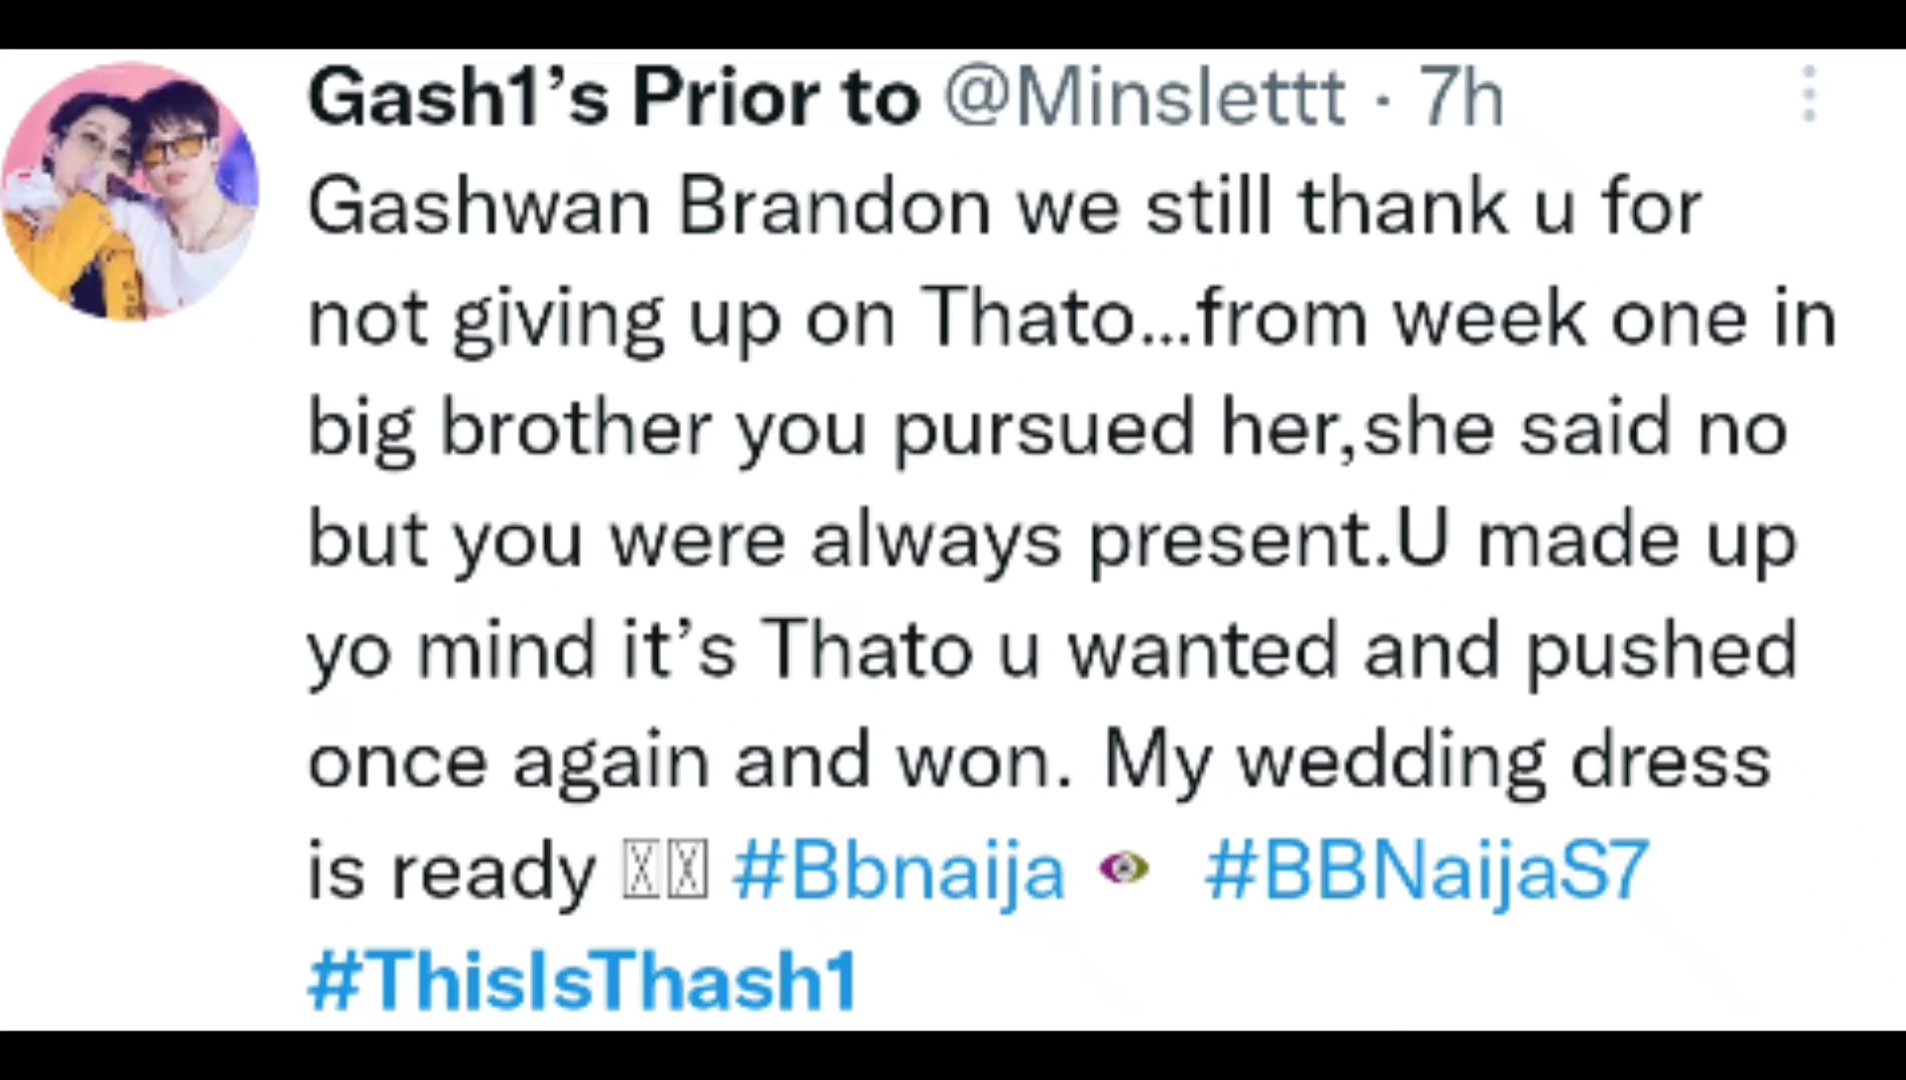 Gash1’s Prior to @Minslettt · 7h
Gashwan Brandon we still thank u for
not giving up on Thato...from week one in
big brother you pursued her,she said no
but you were always present.U made up
yo mind it’s Thato u wanted and pushed
once again and won. My wedding dress
is ready #Bbnaija #BBNaijaS7
#ThisIsThash1